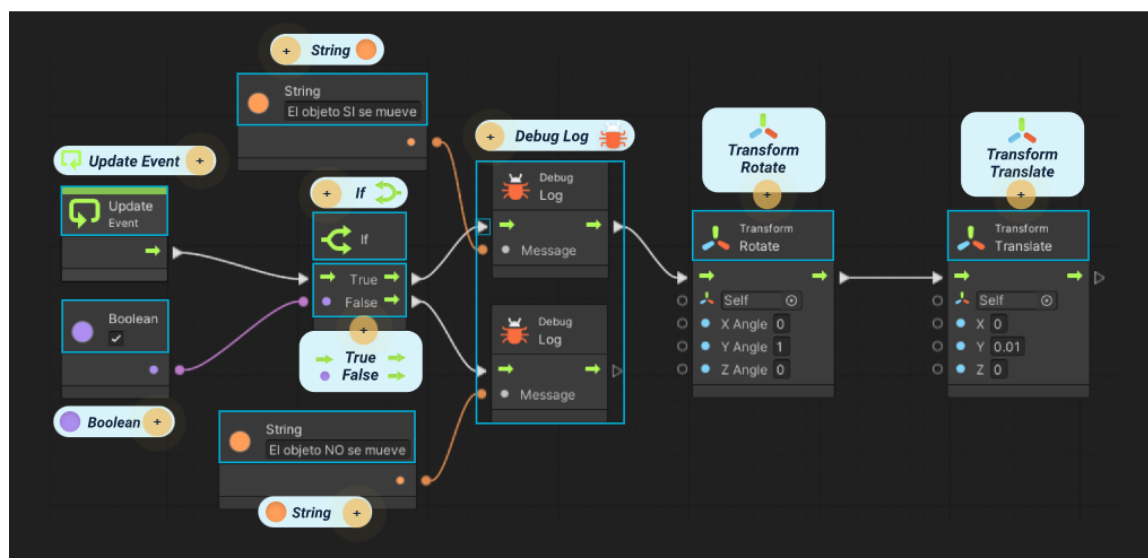 + String
String
El objeto SI se mueve
Update Event +
Update
Event
Boolean
Boolean +
+ If
If
True
False
+
True
False
String
El objeto NO se mueve
String +
+ Debug Log
Debug
Log
Message
Debug
Log
Message
Transform
Rotate
+
Transform
Rotate
Self
X Angle 0
Y Angle 1
Z Angle 0
Transform
Translate
+
Transform
Translate
Self
X 0
Y 0.01
Z 0